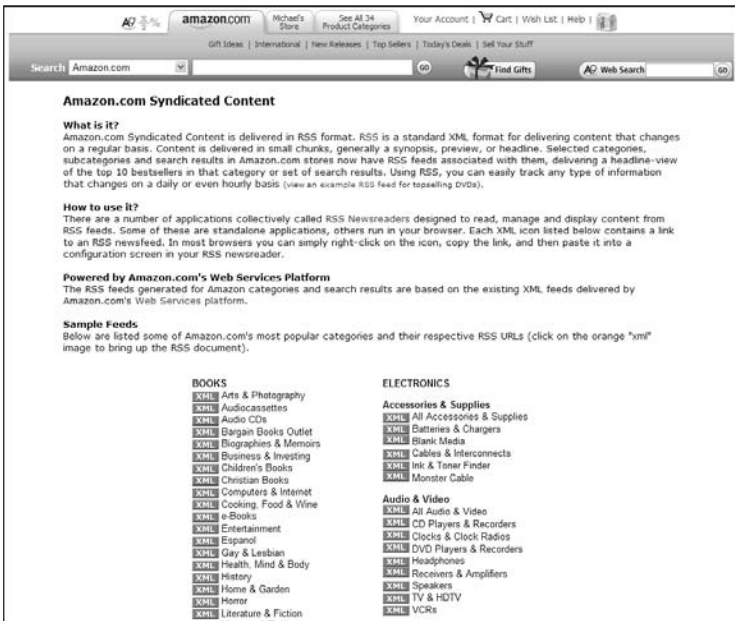 amazon.com Michael's Store See All 34 Product Categories Your Account | Cart | Wish List | Help |
Gift Ideas | International | New Releases | Top Sellers | Today's Deals | Sell Your Stuff
Search Amazon.com GO Find Gifts A9 Web Search GO
Amazon.com Syndicated Content
What is it?
Amazon.com Syndicated Content is delivered in RSS format. RSS is a standard XML format for delivering content that changes
on a regular basis. Content is delivered in small chunks, generally a synopsis, preview, or headline. Selected categories,
subcategories and search results in Amazon.com stores now have RSS feeds associated with them, delivering a headline-view
of the top 10 bestsellers in that category or set of search results. Using RSS, you can easily track any type of information
that changes on a daily or even hourly basis (view an example RSS feed for topselling DVDs).
How to use it?
There are a number of applications collectively called RSS Newsreaders designed to read, manage and display content from
RSS feeds. Some of these are standalone applications, others run in your browser. Each XML icon listed below contains a link
to an RSS newsfeed. In most browsers you can simply right-click on the icon, copy the link, and then paste it into a
configuration screen in your RSS newsreader.
Powered by Amazon.com's Web Services Platform
The RSS feeds generated for Amazon categories and search results are based on the existing XML feeds delivered by
Amazon.com's Web Services platform.
Sample Feeds
Below are listed some of Amazon.com's most popular categories and their respective RSS URLs (click on the orange "xml"
image to bring up the RSS document).
BOOKS
XML Arts & Photography
XML Audiocassettes
XML Audio CDs
XML Bargain Books Outlet
XML Biographies & Memoirs
XML Business & Investing
XML Children's Books
XML Christian Books
XML Computers & Internet
XML Cooking, Food & Wine
XML e-Books
XML Entertainment
XML Espanol
XML Gay & Lesbian
XML Health, Mind & Body
XML History
XML Home & Garden
XML Horror
XML Literature & Fiction
ELECTRONICS
Accessories & Supplies
XML All Accessories & Supplies
XML Batteries & Chargers
XML Blank Media
XML Cables & Interconnects
XML Ink & Toner Finder
XML Monster Cable
Audio & Video
XML All Audio & Video
XML CD Players & Recorders
XML Clocks & Clock Radios
XML DVD Players & Recorders
XML Headphones
XML Receivers & Amplifiers
XML Speakers
XML TV & HDTV
XML VCRs